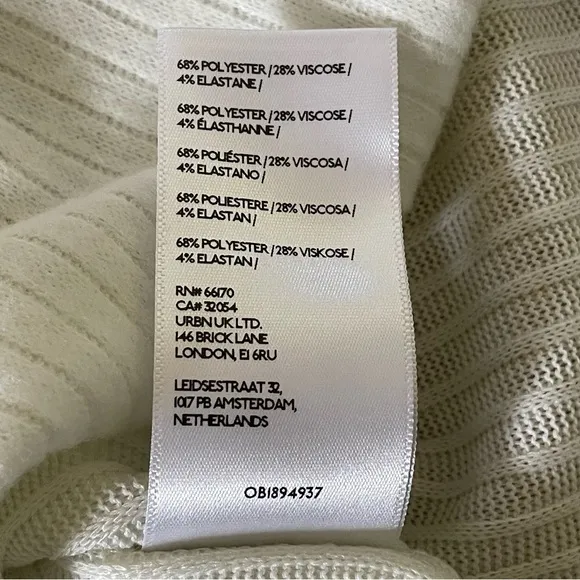 68% POLYESTER / 28% VISCOSE /
4% ELASTANE /
68% POLYESTER / 28% VISCOSE /
4% ÉLASTHANNE /
68% POLIÉSTER / 28% VISCOSA /
4% ELASTANO /
68% POLIESTERE / 28% VISCOSA /
4% ELASTAN /
68% POLYESTER / 28% VISKOSE /
4% ELASTAN /
RN# 66170
CA# 32054
URBN UK LTD.
146 BRICK LANE
LONDON, E1 6RU
LEIDSESTRAAT 32,
1017 PB AMSTERDAM,
NETHERLANDS
OB1894937